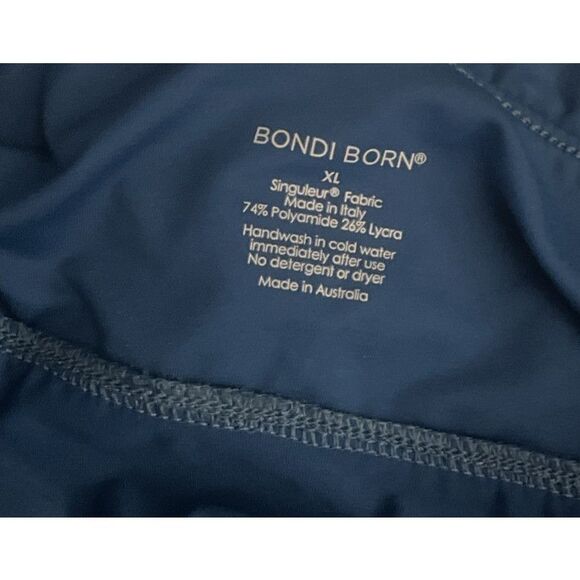 BONDI BORN®
XL
Singuleur® Fabric
Made in Italy
74% Polyamide 26% Lycra
Handwash in cold water
immediately after use
No detergent or dryer
Made in Australia